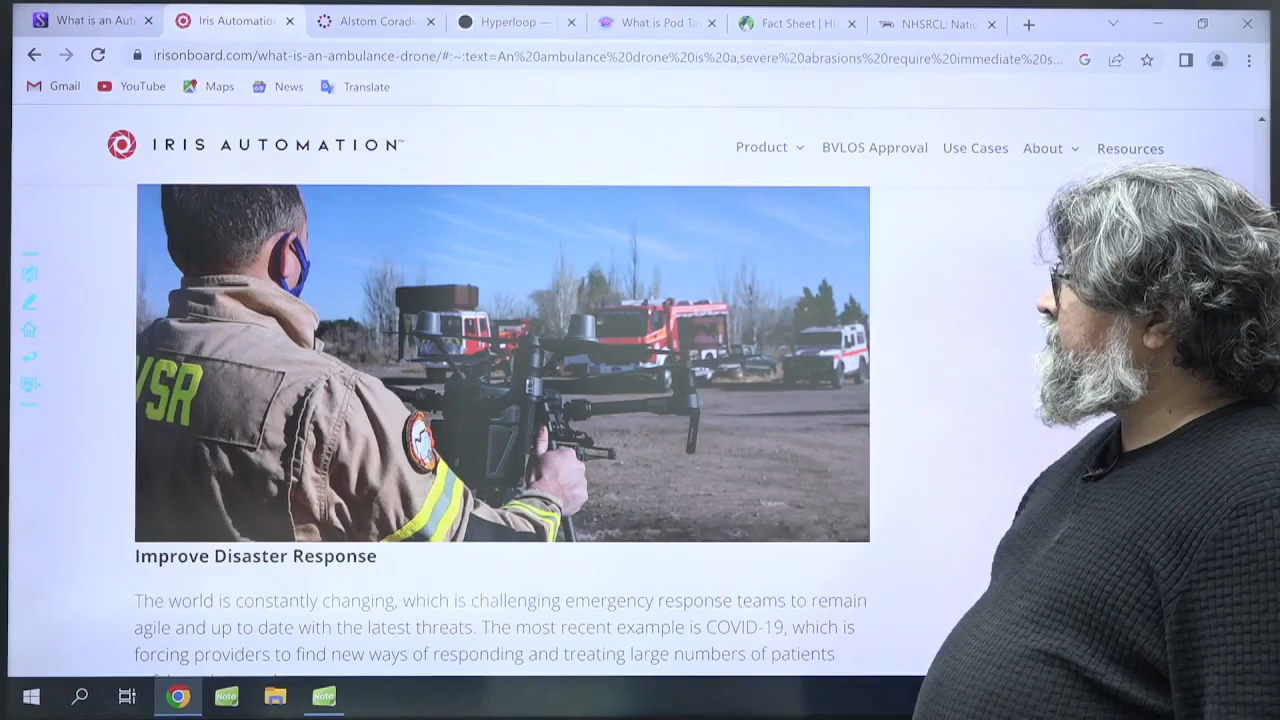 What is an Aut
Iris Automatio
Alstom Coradi
Hyperloop —
What is Pod Ta
Fact Sheet | Hi
NHSRCL: Natio
irisonboard.com/what-is-an-ambulance-drone/#:~:text=An%20ambulance%20drone%20is%20a,severe%20abrasions%20require%20immediate%20s...
Gmail
YouTube
Maps
News
Translate
IRIS AUTOMATION
Product
BVLOS Approval
Use Cases
About
Resources
Improve Disaster Response
The world is constantly changing, which is challenging emergency response teams to remain
agile and up to date with the latest threats. The most recent example is COVID-19, which is
forcing providers to find new ways of responding and treating large numbers of patients
Note
Note